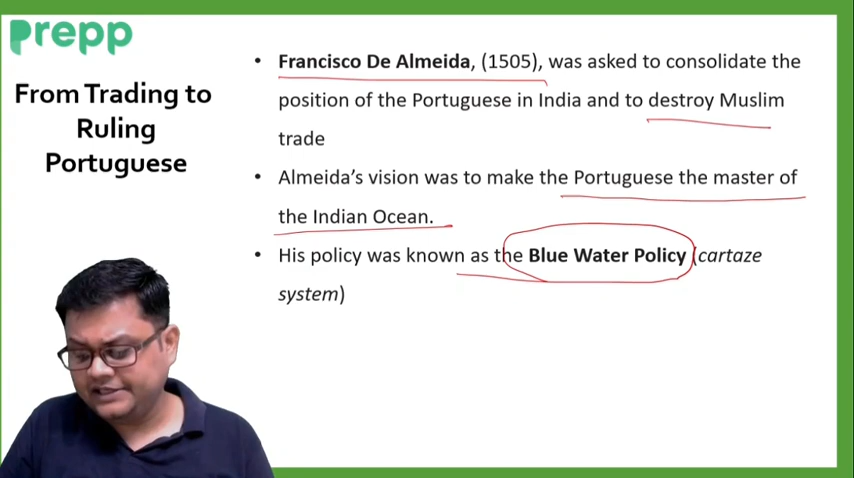 prepp
From Trading to
Ruling
Portuguese
• Francisco De Almeida, (1505), was asked to consolidate the
position of the Portuguese in India and to destroy Muslim
trade
• Almeida's vision was to make the Portuguese the master of
the Indian Ocean.
• His policy was known as the Blue Water Policy (cartaze
system)